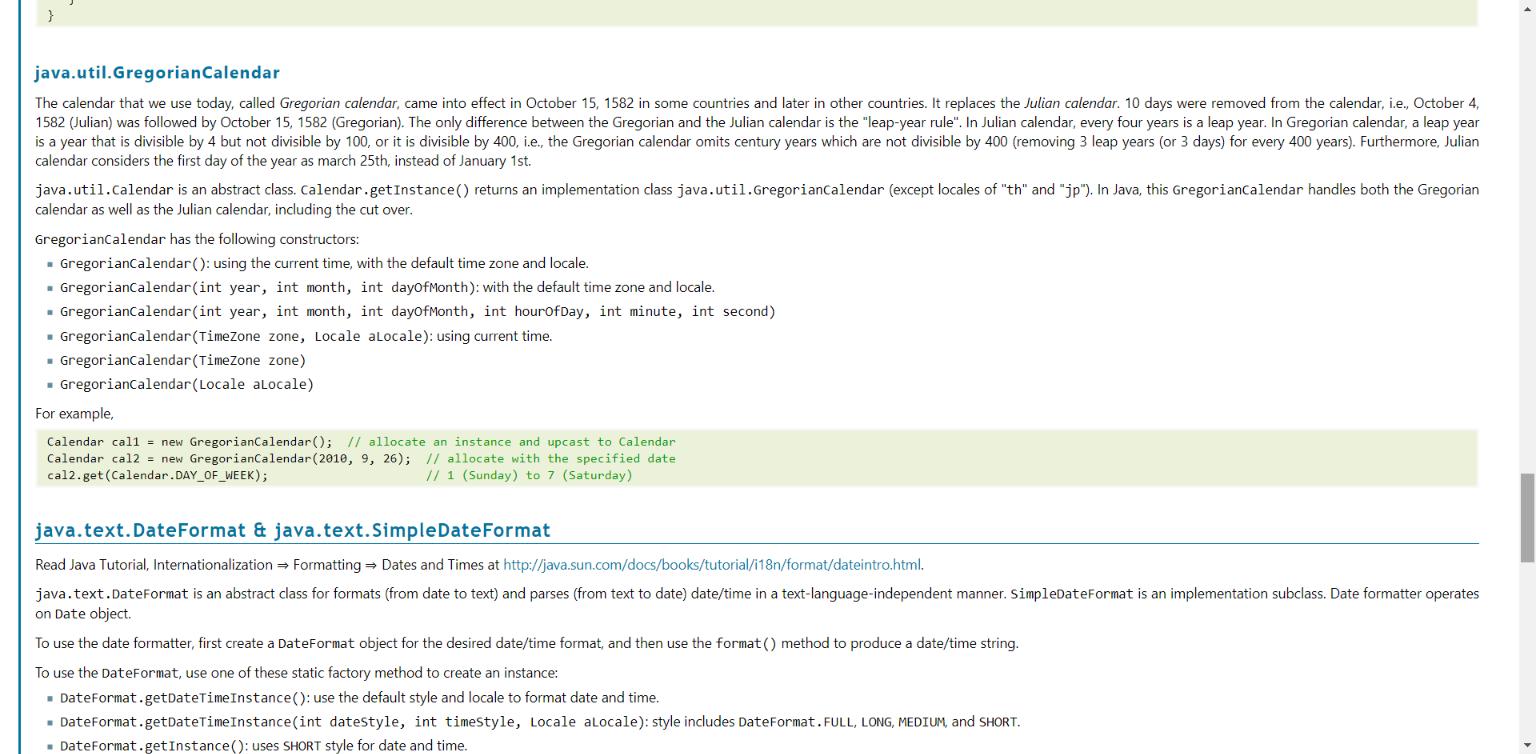 }
java.util.GregorianCalendar
The calendar that we use today, called Gregorian calendar, came into effect in October 15, 1582 in some countries and later in other countries. It replaces the Julian calendar. 10 days were removed from the calendar, i.e., October 4,
1582 (Julian) was followed by October 15, 1582 (Gregorian). The only difference between the Gregorian and the Julian calendar is the "leap-year rule". In Julian calendar, every four years is a leap year. In Gregorian calendar, a leap year
is a year that is divisible by 4 but not divisible by 100, or it is divisible by 400, i.e., the Gregorian calendar omits century years which are not divisible by 400 (removing 3 leap years (or 3 days) for every 400 years). Furthermore, Julian
calendar considers the first day of the year as march 25th, instead of January 1st.
java.util.Calendar is an abstract class. Calendar.getInstance() returns an implementation class java.util.GregorianCalendar (except locales of "th" and "jp"). In Java, this GregorianCalendar handles both the Gregorian
calendar as well as the Julian calendar, including the cut over.
GregorianCalendar has the following constructors:
▪ GregorianCalendar(): using the current time, with the default time zone and locale.
▪ GregorianCalendar(int year, int month, int dayOfMonth): with the default time zone and locale.
▪ GregorianCalendar(int year, int month, int dayOfMonth, int hourOfDay, int minute, int second)
▪ GregorianCalendar(TimeZone zone, Locale aLocale): using current time.
▪ GregorianCalendar(TimeZone zone)
▪ GregorianCalendar(Locale aLocale)
For example,
Calendar cal1 = new GregorianCalendar();  // allocate an instance and upcast to Calendar
Calendar cal2 = new GregorianCalendar(2010, 9, 26);  // allocate with the specified date
cal2.get(Calendar.DAY_OF_WEEK);                      // 1 (Sunday) to 7 (Saturday)
java.text.DateFormat & java.text.SimpleDateFormat
Read Java Tutorial, Internationalization ⇒ Formatting ⇒ Dates and Times at http://java.sun.com/docs/books/tutorial/i18n/format/dateintro.html.
java.text.DateFormat is an abstract class for formats (from date to text) and parses (from text to date) date/time in a text-language-independent manner. SimpleDateFormat is an implementation subclass. Date formatter operates
on Date object.
To use the date formatter, first create a DateFormat object for the desired date/time format, and then use the format() method to produce a date/time string.
To use the DateFormat, use one of these static factory method to create an instance:
▪ DateFormat.getDateTimeInstance(): use the default style and locale to format date and time.
▪ DateFormat.getDateTimeInstance(int dateStyle, int timeStyle, Locale aLocale): style includes DateFormat.FULL, LONG, MEDIUM, and SHORT.
▪ DateFormat.getInstance(): uses SHORT style for date and time.